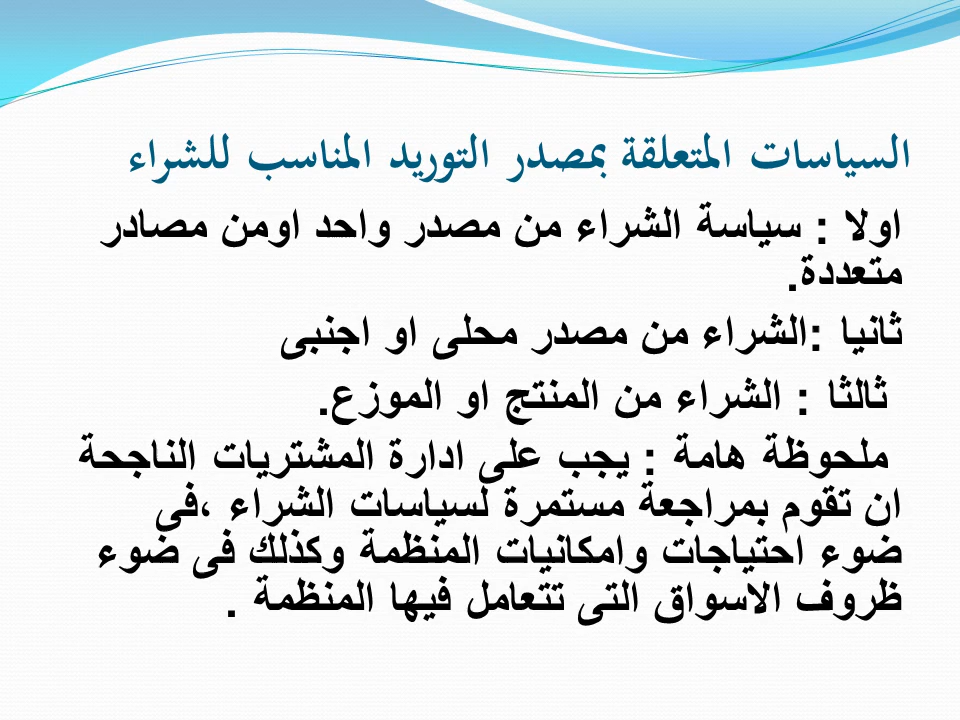 السياسات المتعلقة بمصدر التوريد المناسب للشراء
اولا : سياسة الشراء من مصدر واحد اومن مصادر
متعددة.
ثانيا :الشراء من مصدر محلى او اجنبى
ثالثا : الشراء من المنتج او الموزع.
ملحوظة هامة : يجب على ادارة المشتريات الناجحة
ان تقوم بمراجعة مستمرة لسياسات الشراء ،فى
ضوء احتياجات وامكانيات المنظمة وكذلك فى ضوء
ظروف الاسواق التى تتعامل فيها المنظمة .